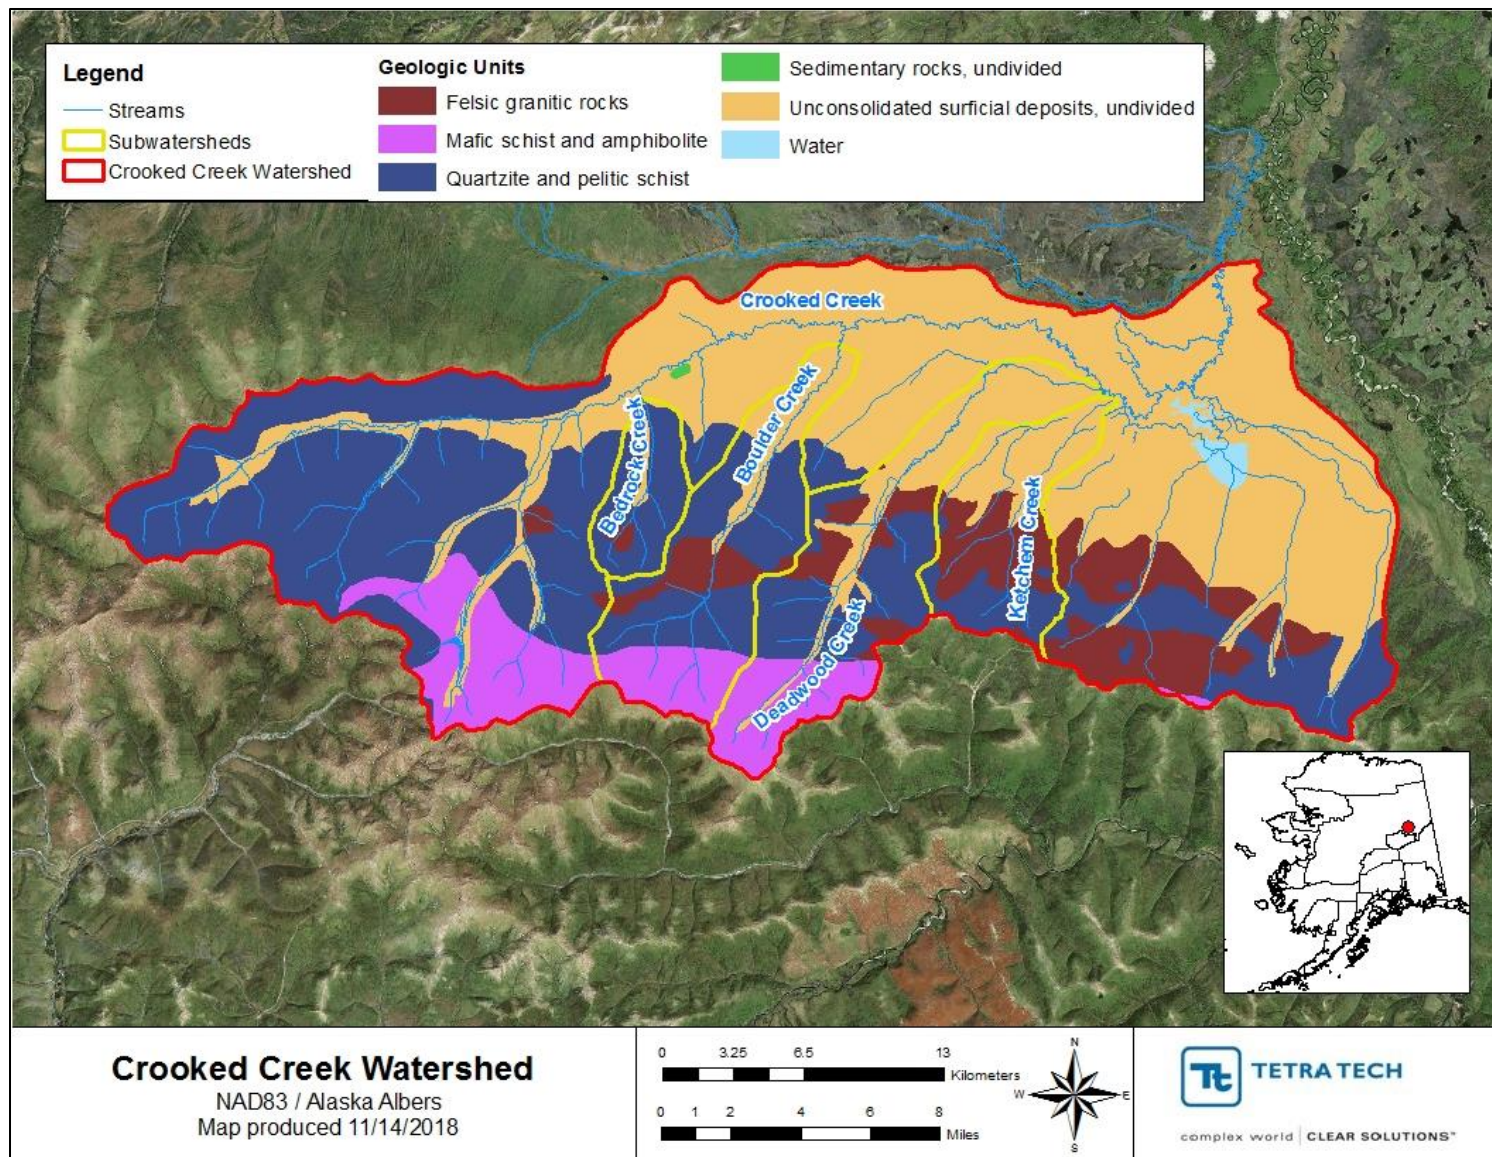 Legend
Streams
Subwatersheds
Crooked Creek Watershed
Geologic Units
Felsic granitic rocks
Mafic schist and amphibolite
Quartzite and pelitic schist
Sedimentary rocks, undivided
Unconsolidated surficial deposits, undivided
Water
Crooked Creek
Bedrock Creek
Boulder Creek
Deadwood Creek
Ketchem Creek
Crooked Creek Watershed
NAD83 / Alaska Albers
Map produced 11/14/2018
0 3.25 6.5 13
Kilometers
0 1 2 4 6 8
Miles
N
W E
S
Tt TETRA TECH
complex world | CLEAR SOLUTIONS™